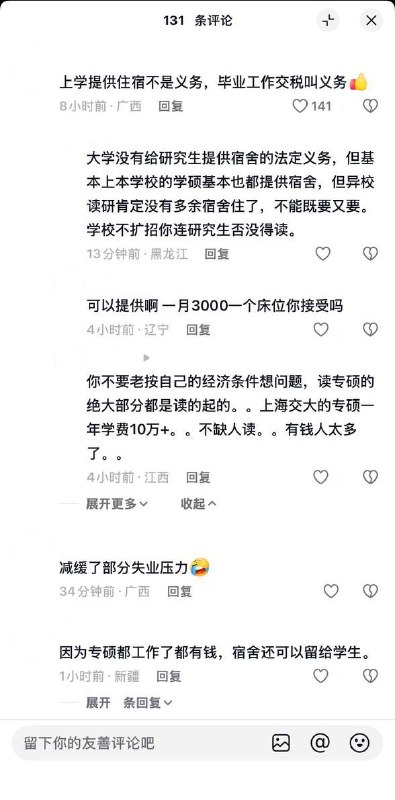 131 条评论
上学提供住宿不是义务，毕业工作交税叫义务👍
8小时前 · 广西 回复 141
大学没有给研究生提供宿舍的法定义务，但基
本上本学校的学硕基本也都提供宿舍，但异校
读研肯定没有多余宿舍住了，不能既要又要。
学校不扩招你连研究生否没得读。
13分钟前 · 黑龙江 回复
可以提供啊 一月3000一个床位你接受吗
4小时前 · 辽宁 回复
你不要老按自己的经济条件想问题，读专硕的
绝大部分都是读的起的。。上海交大的专硕一
年学费10万+。。不缺人读。。有钱人太多
了。。
4小时前 · 江西 回复
展开更多 收起
减缓了部分失业压力🤣
34分钟前 · 广西 回复
因为专硕都工作了都有钱，宿舍还可以留给学生。
1小时前 · 新疆 回复
展开 条回复
留下你的友善评论吧